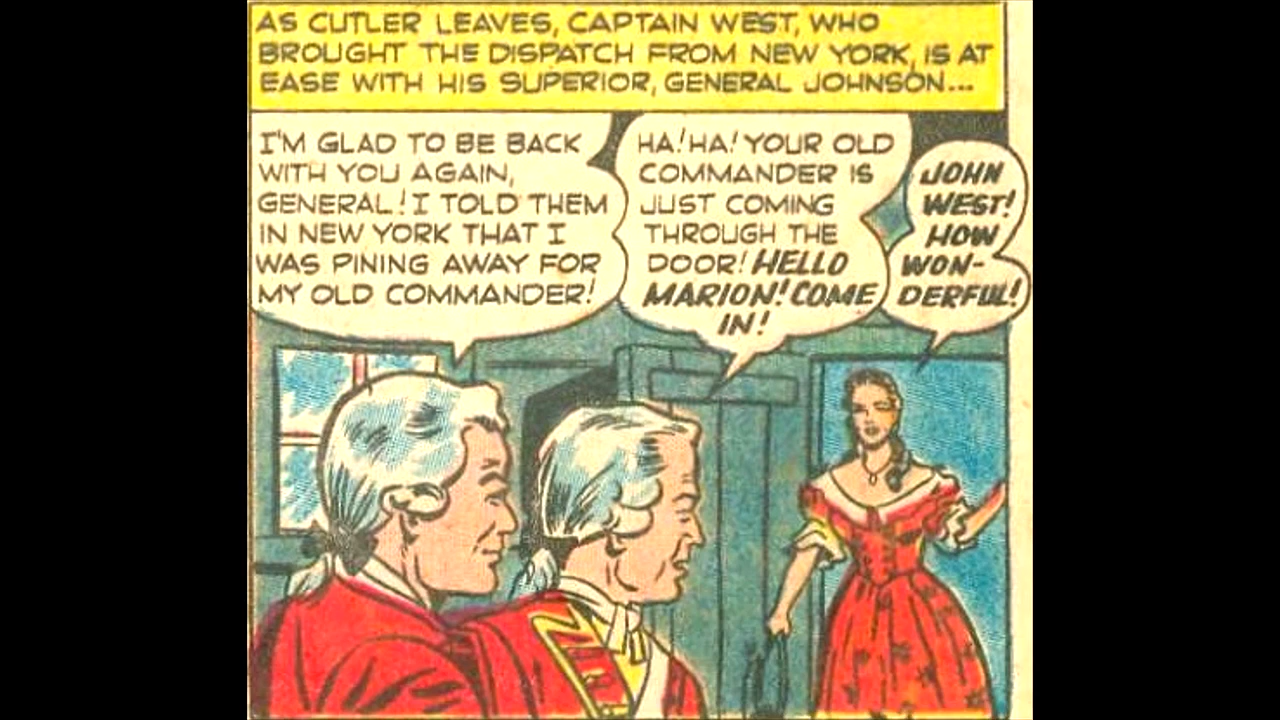 AS CUTLER LEAVES, CAPTAIN WEST, WHO
BROUGHT THE DISPATCH FROM NEW YORK, IS AT
EASE WITH HIS SUPERIOR, GENERAL JOHNSON...
I'M GLAD TO BE BACK
WITH YOU AGAIN,
GENERAL! I TOLD THEM
IN NEW YORK THAT I
WAS PINING AWAY FOR
MY OLD COMMANDER!
HA! HA! YOUR OLD
COMMANDER IS
JUST COMING
THROUGH THE
DOOR! HELLO
MARION! COME
IN!
JOHN
WEST!
HOW
WON-
DERFUL!